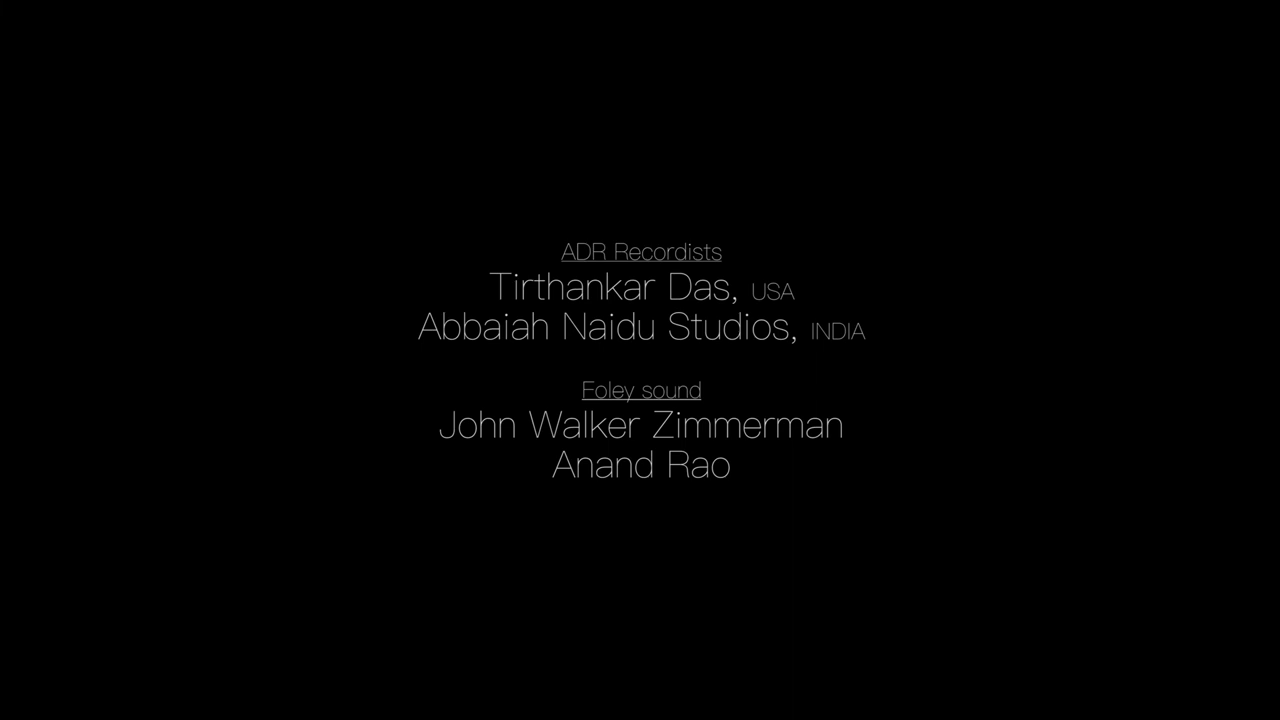 ADR Recordists
Tirthankar Das, USA
Abbaiah Naidu Studios, INDIA
Foley sound
John Walker Zimmerman
Anand Rao